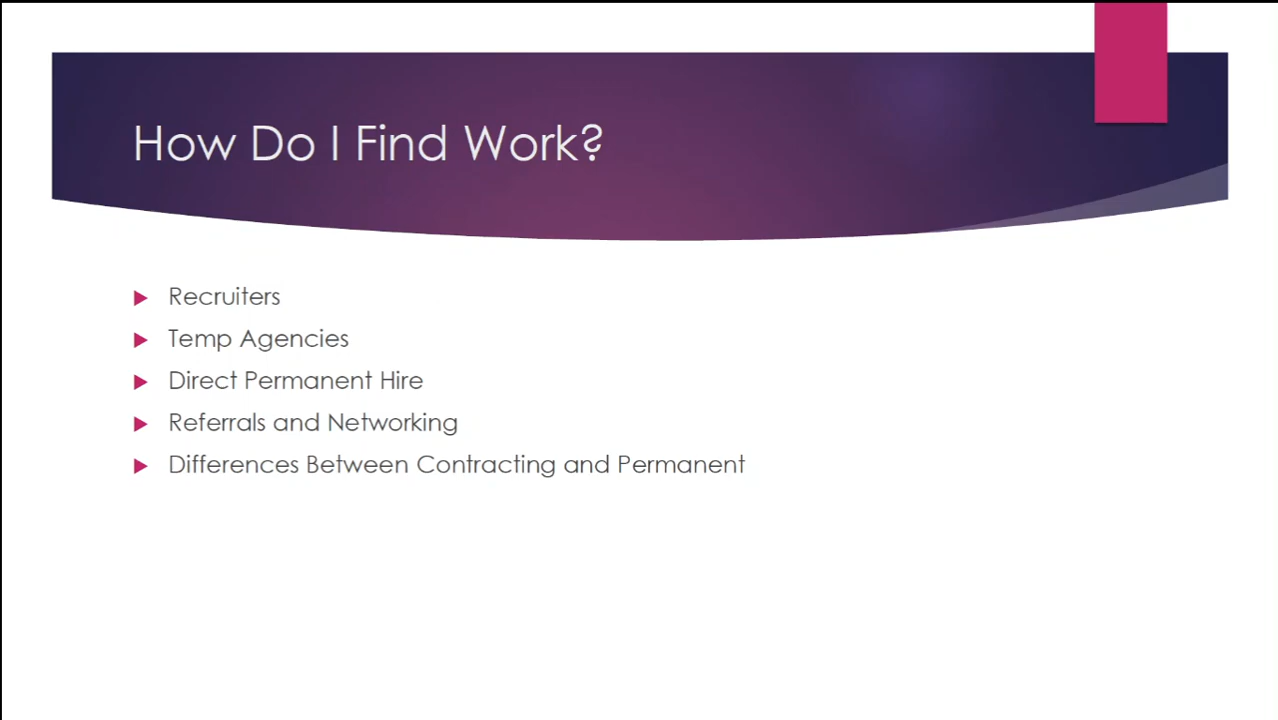 How Do I Find Work?
Recruiters
Temp Agencies
Direct Permanent Hire
Referrals and Networking
Differences Between Contracting and Permanent